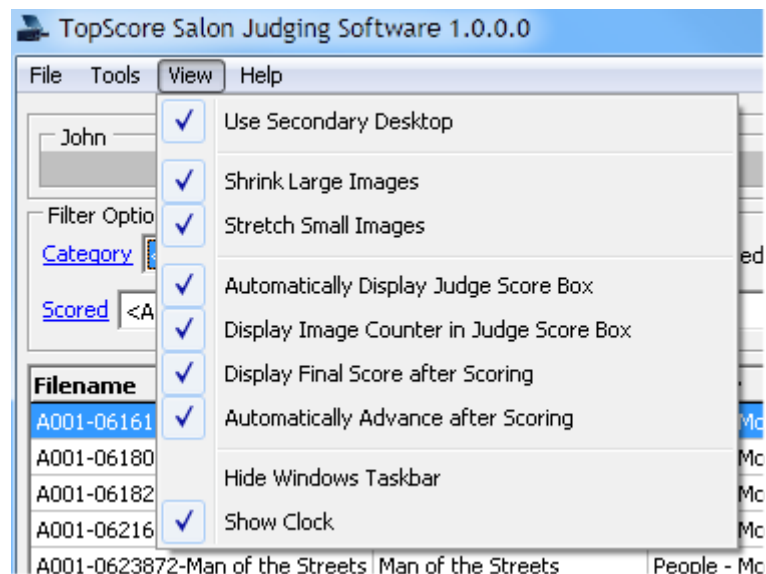 TopScore Salon Judging Software 1.0.0.0
File Tools View Help
Use Secondary Desktop
John
Shrink Large Images
Filter Optio
Stretch Small Images
Category < ed
Automatically Display Judge Score Box
Scored <A
Display Image Counter in Judge Score Box
Display Final Score after Scoring
Filename
Automatically Advance after Scoring
A001-06161 Mc
A001-06180 Mc
Hide Windows Taskbar
A001-06182 Mc
Show Clock
A001-06216 Mc
A001-0623872-Man of the Streets Man of the Streets People - Mc